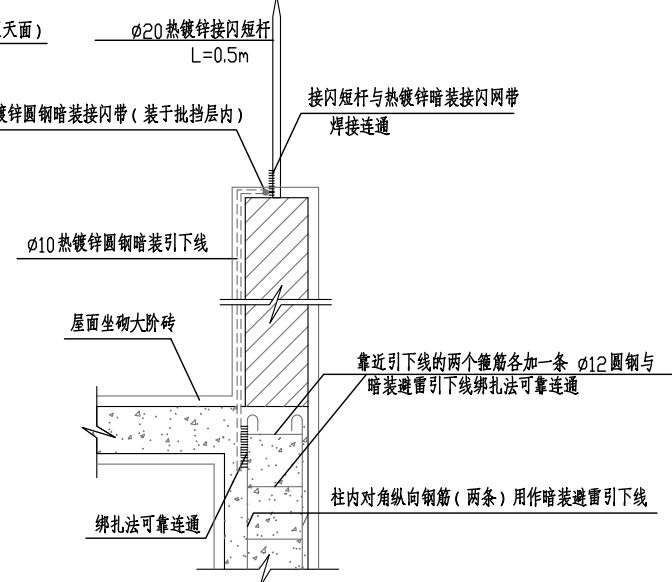 天面）
Ø20热镀锌接闪短杆
L=0.5m
镀锌圆钢暗装接闪带（装于批挡层内）
接闪短杆与热镀锌暗装接闪网带
焊接连通
Ø10热镀锌圆钢暗装引下线
屋面坐砌大阶砖
靠近引下线的两个箍筋各加一条 Ø12圆钢与
暗装避雷引下线绑扎法可靠连通
柱内对角纵向钢筋（两条）用作暗装避雷引下线
绑扎法可靠连通